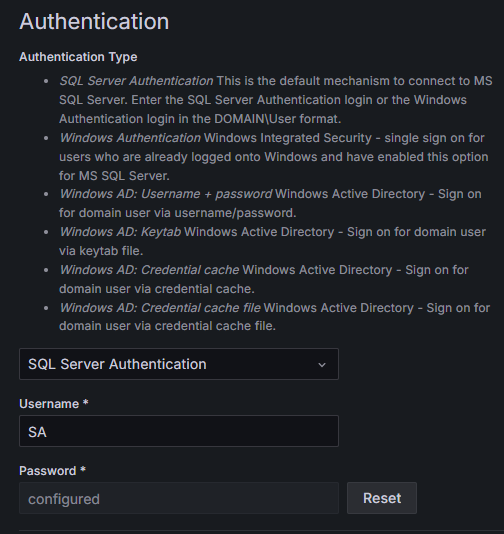 Authentication
Authentication Type
• SQL Server Authentication This is the default mechanism to connect to MS
SQL Server. Enter the SQL Server Authentication login or the Windows
Authentication login in the DOMAIN\User format.
• Windows Authentication Windows Integrated Security - single sign on for
users who are already logged onto Windows and have enabled this option
for MS SQL Server.
• Windows AD: Username + password Windows Active Directory - Sign on
for domain user via username/password.
• Windows AD: Keytab Windows Active Directory - Sign on for domain user
via keytab file.
• Windows AD: Credential cache Windows Active Directory - Sign on for
domain user via credential cache.
• Windows AD: Credential cache file Windows Active Directory - Sign on for
domain user via credential cache file.
SQL Server Authentication
Username *
SA
Password *
configured Reset